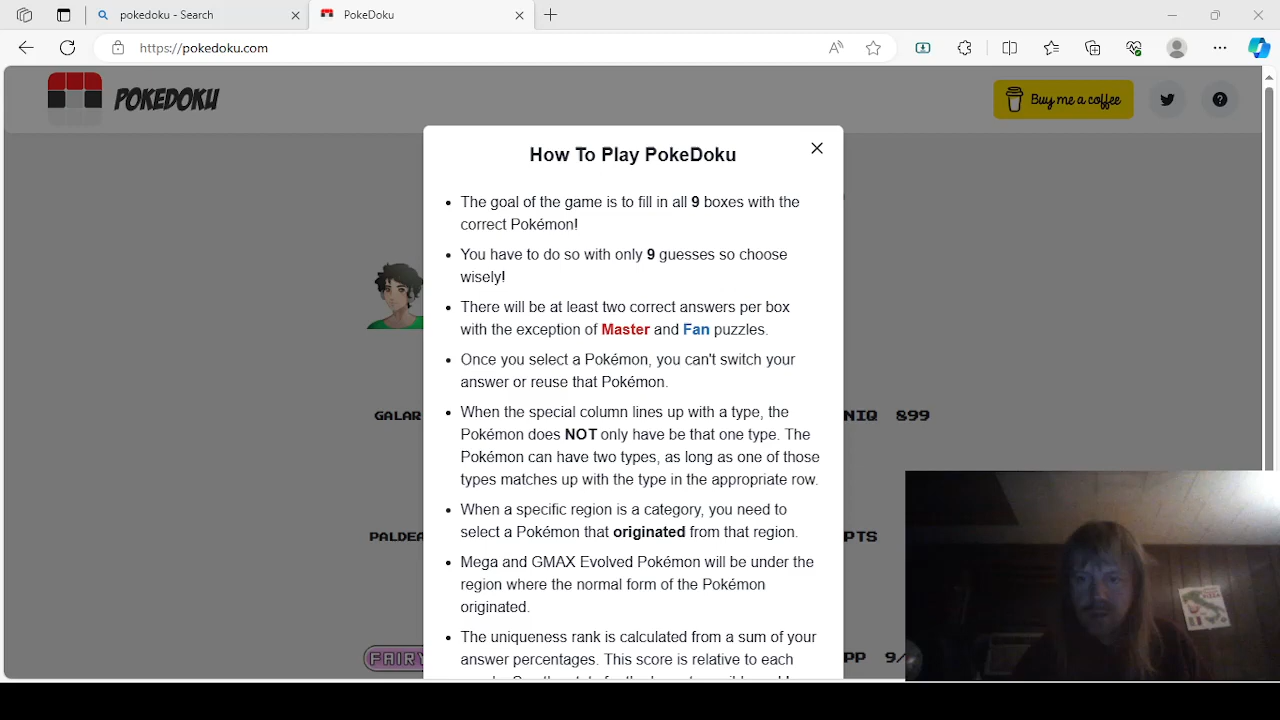 pokedoku - Search
PokeDoku
https://pokedoku.com
POKEDOKU
Buy me a coffee
How To Play PokeDoku
The goal of the game is to fill in all 9 boxes with the
correct Pokémon!
You have to do so with only 9 guesses so choose
wisely!
There will be at least two correct answers per box
with the exception of Master and Fan puzzles.
Once you select a Pokémon, you can't switch your
answer or reuse that Pokémon.
GALAR
NIQ 899
When the special column lines up with a type, the
Pokémon does NOT only have be that one type. The
Pokémon can have two types, as long as one of those
types matches up with the type in the appropriate row.
When a specific region is a category, you need to
select a Pokémon that originated from that region.
PALDEA
PTS
Mega and GMAX Evolved Pokémon will be under the
region where the normal form of the Pokémon
originated.
The uniqueness rank is calculated from a sum of your
answer percentages. This score is relative to each
FAIRY
PP 9/